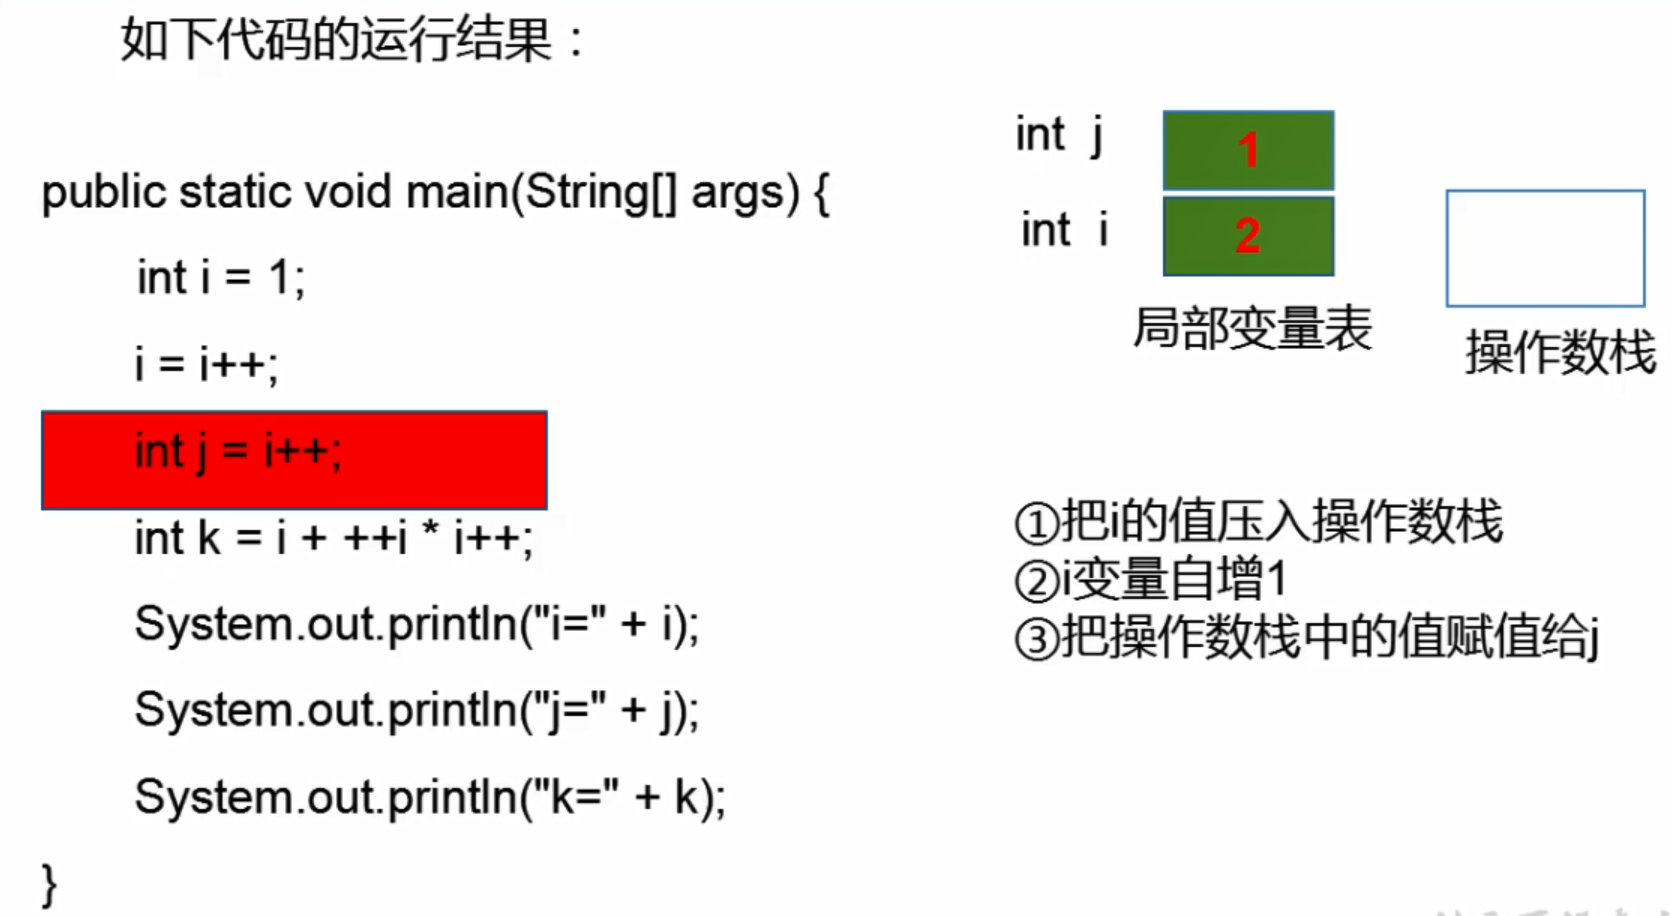 如下代码的运行结果：
public static void main(String[] args) {
int i = 1;
i = i++;
int j = i++;
int k = i + ++i * i++;
System.out.println("i=" + i);
System.out.println("j=" + j);
System.out.println("k=" + k);
}
int j
1
int i
2
局部变量表
操作数栈
①把i的值压入操作数栈
②i变量自增1
③把操作数栈中的值赋值给j